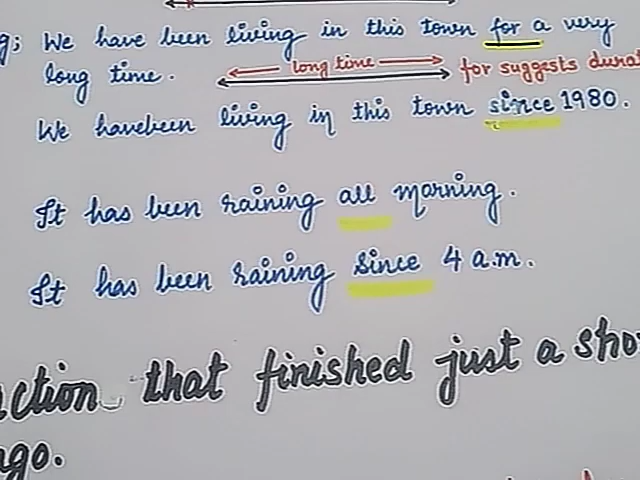 g; We have been living in this town for a very
long time. long time for suggests durat
We havebeen living in this town since 1980.
It has been raining all morning.
It has been raining since 4 a.m.
action that finished just a sho
ago.